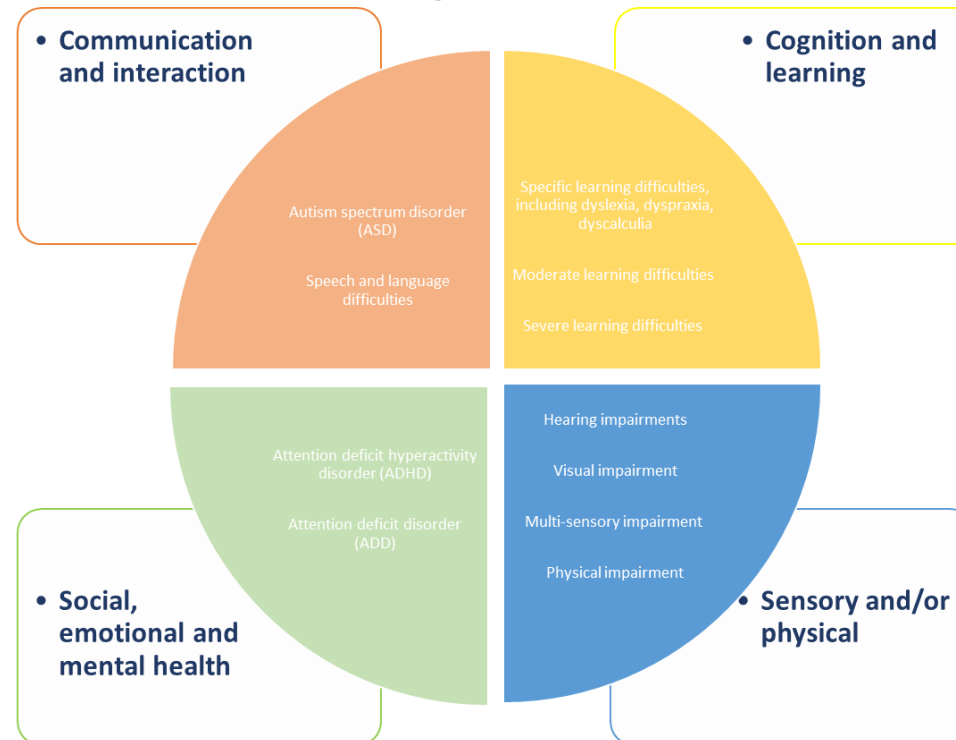 • Communication
and interaction
• Cognition and
learning
Autism spectrum disorder
(ASD)
Speech and language
difficulties
Specific learning difficulties,
including dyslexia, dyspraxia,
dyscalculia
Moderate learning difficulties
Severe learning difficulties
Attention deficit hyperactivity
disorder (ADHD)
Attention deficit disorder
(ADD)
Hearing impairments
Visual impairment
Multi-sensory impairment
Physical impairment
• Social,
emotional and
mental health
• Sensory and/or
physical